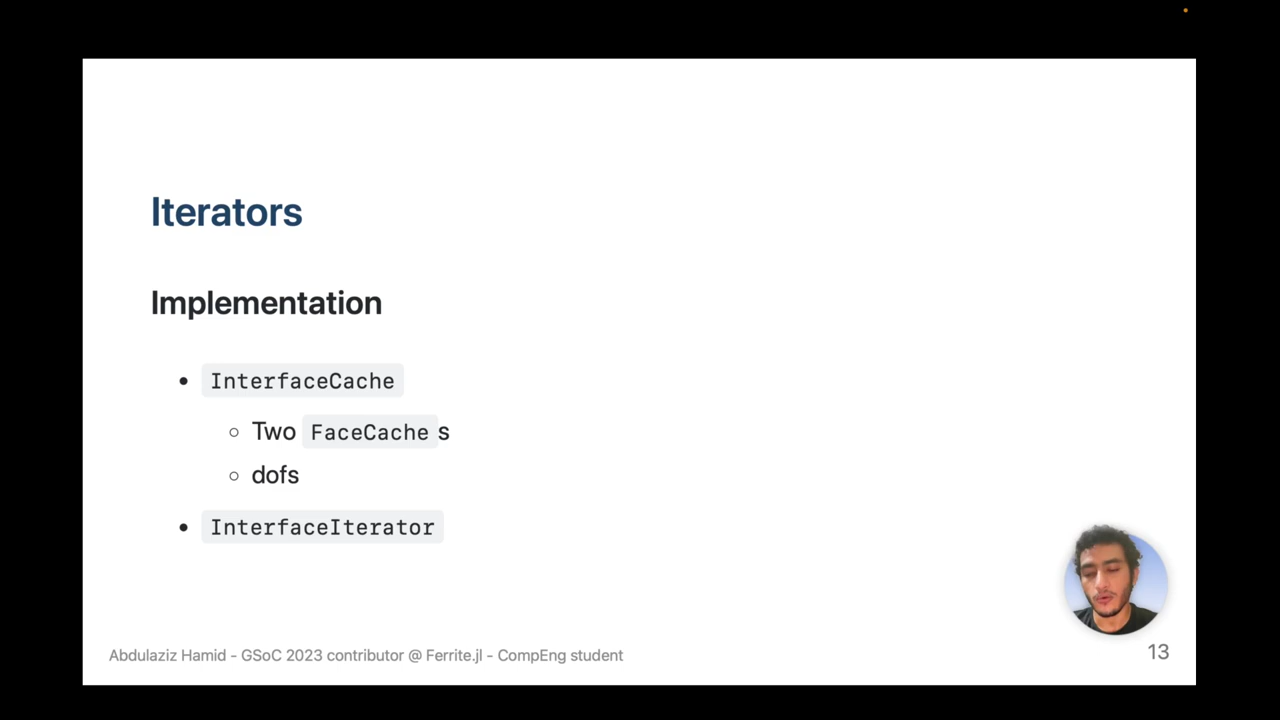 Iterators
Implementation
InterfaceCache
Two FaceCache s
dofs
InterfaceIterator
Abdulaziz Hamid - GSoC 2023 contributor @ Ferrite.jl - CompEng student
13